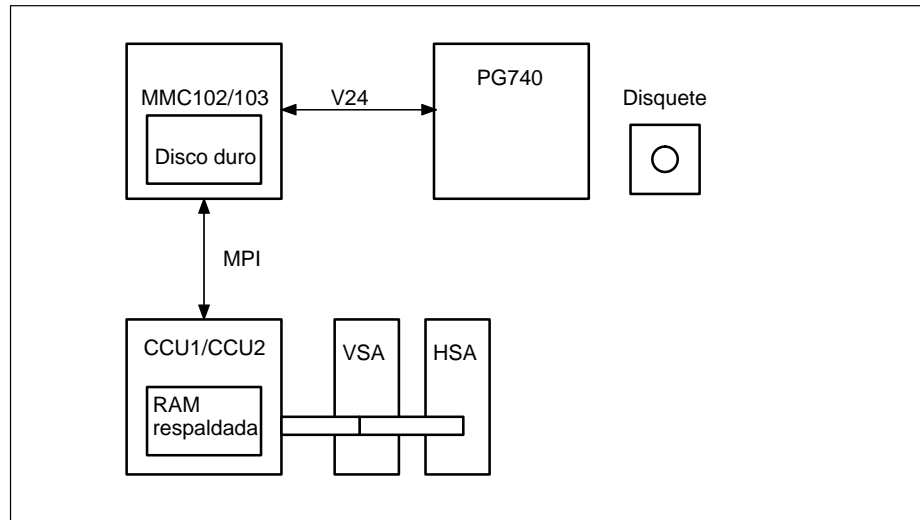 MMC102/103
Disco duro
V24
PG740
Disquete
MPI
CCU1/CCU2
RAM
respaldada
VSA
HSA